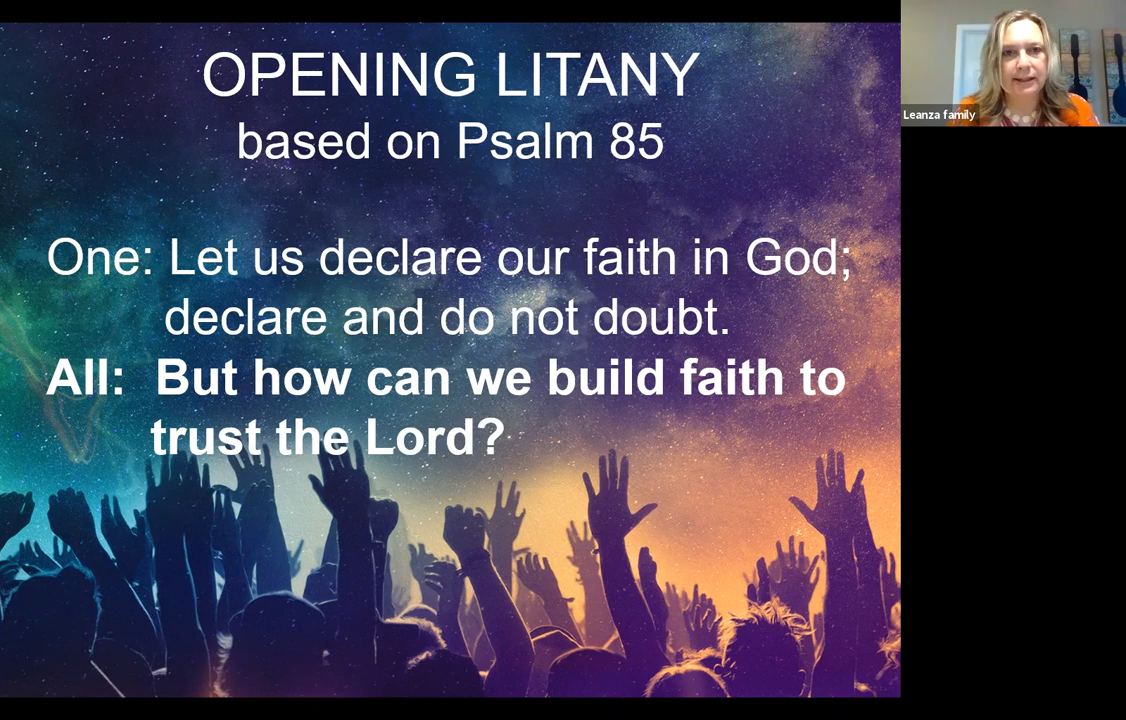 OPENING LITANY
based on Psalm 85
One: Let us declare our faith in God;
declare and do not doubt.
All: But how can we build faith to
trust the Lord?
Leanza family